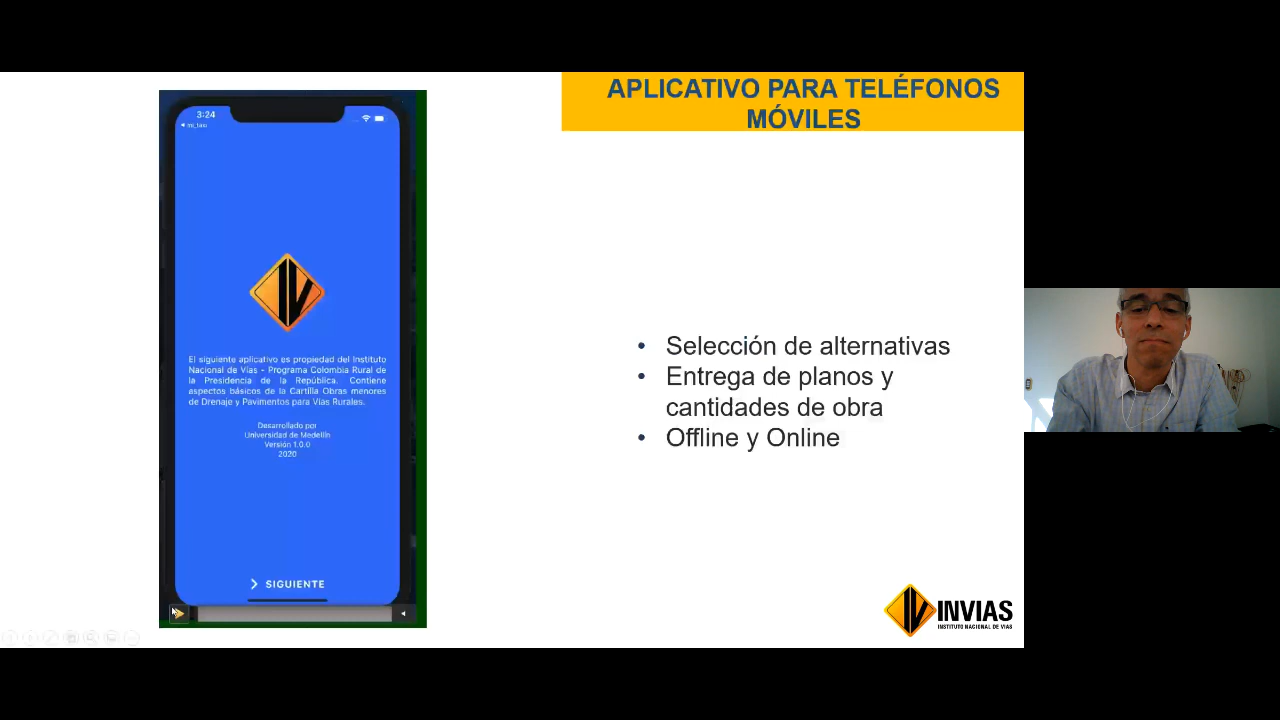 APLICATIVO PARA TELÉFONOS
MÓVILES
3:24
El siguiente aplicativo es propiedad del Instituto
Nacional de Vías - Programa Colombia Rural de
la Presidencia de la República. Contiene
aspectos básicos de la Cartilla Obras menores
de Drenaje y Pavimentos para Vías Rurales.
Desarrollado por
Universidad de Medellín
Versión 1.0.0
2020
SIGUIENTE
• Selección de alternativas
• Entrega de planos y
cantidades de obra
• Offline y Online
INVIAS
INSTITUTO NACIONAL DE VÍAS